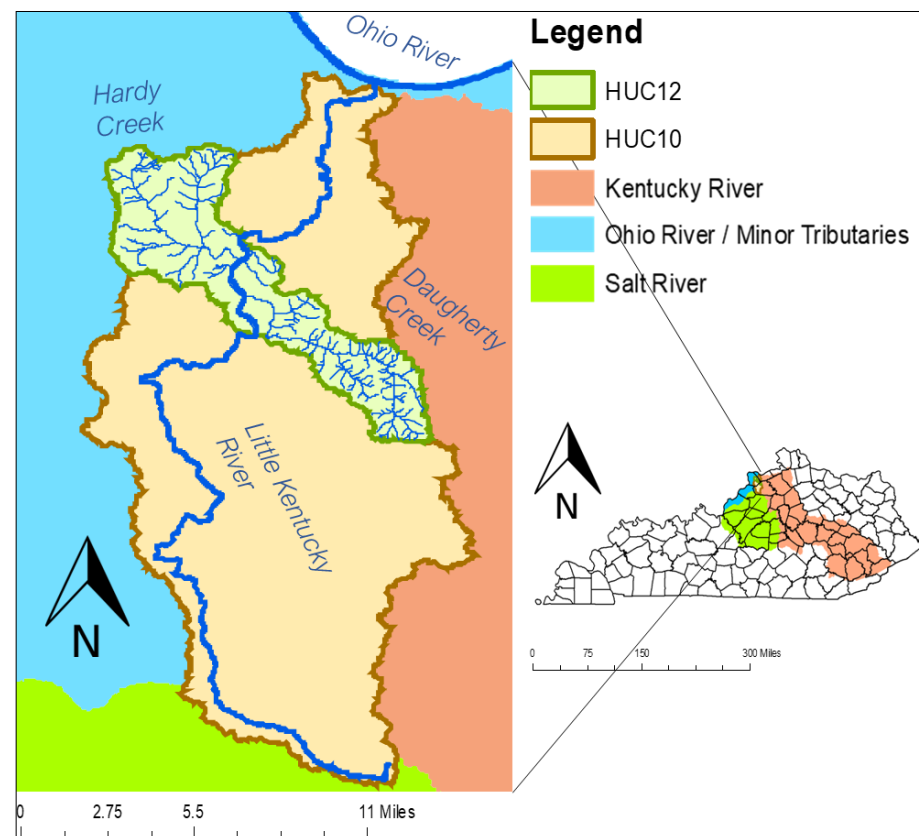 Ohio River
Hardy
Creek
Daugherty
Creek
Little Kentucky
River
N
0 2.75 5.5 11 Miles
Legend
HUC12
HUC10
Kentucky River
Ohio River / Minor Tributaries
Salt River
N
0 75 150 300 Miles